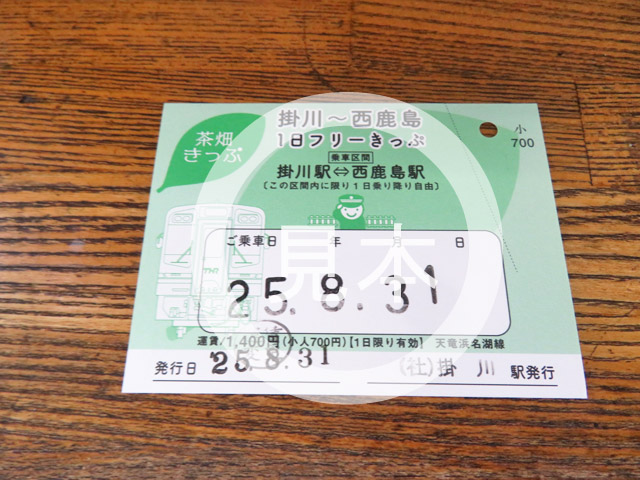 掛川～西鹿島
茶畑
きっぷ
1日フリーきっぷ
小
700
乗車区間
掛川駅⇔西鹿島駅
(この区間内に限り1日乗り降り自由)
ご乗車日 年 月 日
25.8.31
THT
見本
運賃/1,400円(小人700円)【1日限り有効】 天竜浜名湖線
発行日 25.8.31 (社)掛川 駅発行